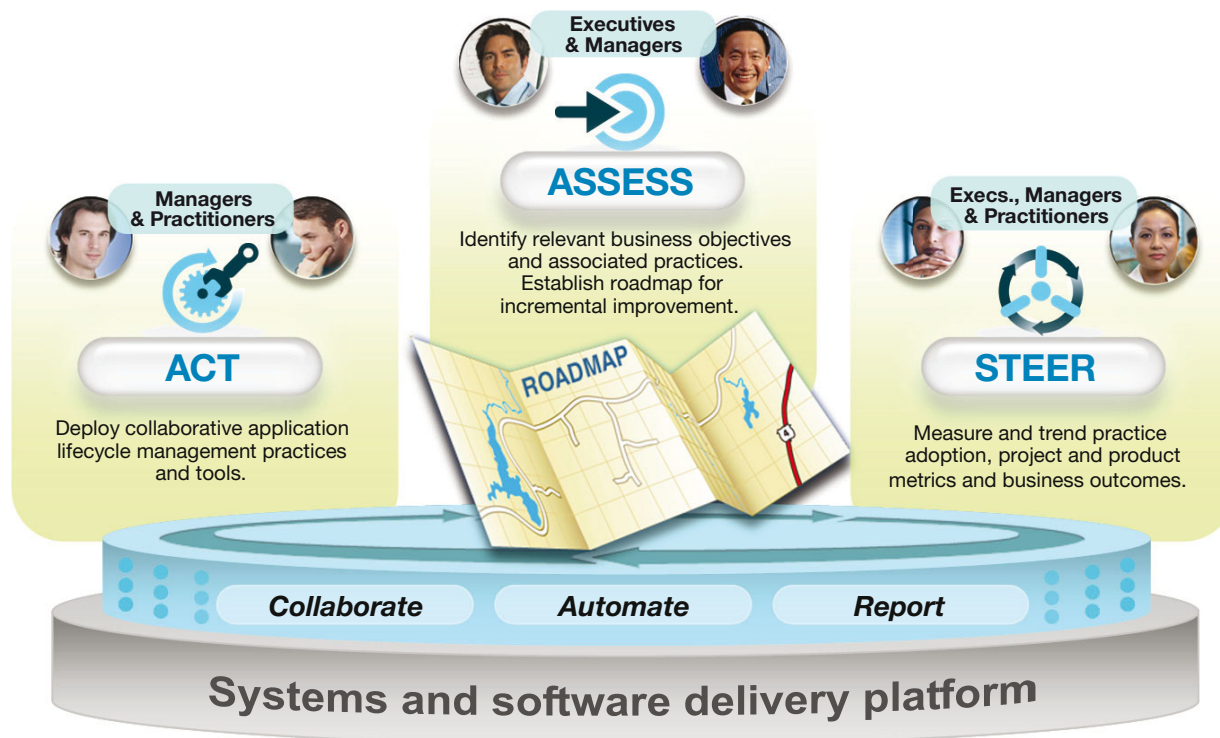 Executives
& Managers
ASSESS
Identify relevant business objectives
and associated practices.
Establish roadmap for
incremental improvement.
Managers
& Practitioners
ACT
Deploy collaborative application
lifecycle management practices
and tools.
Execs., Managers
& Practitioners
STEER
Measure and trend practice
adoption, project and product
metrics and business outcomes.
ROADMAP
4
Collaborate
Automate
Report
Systems and software delivery platform